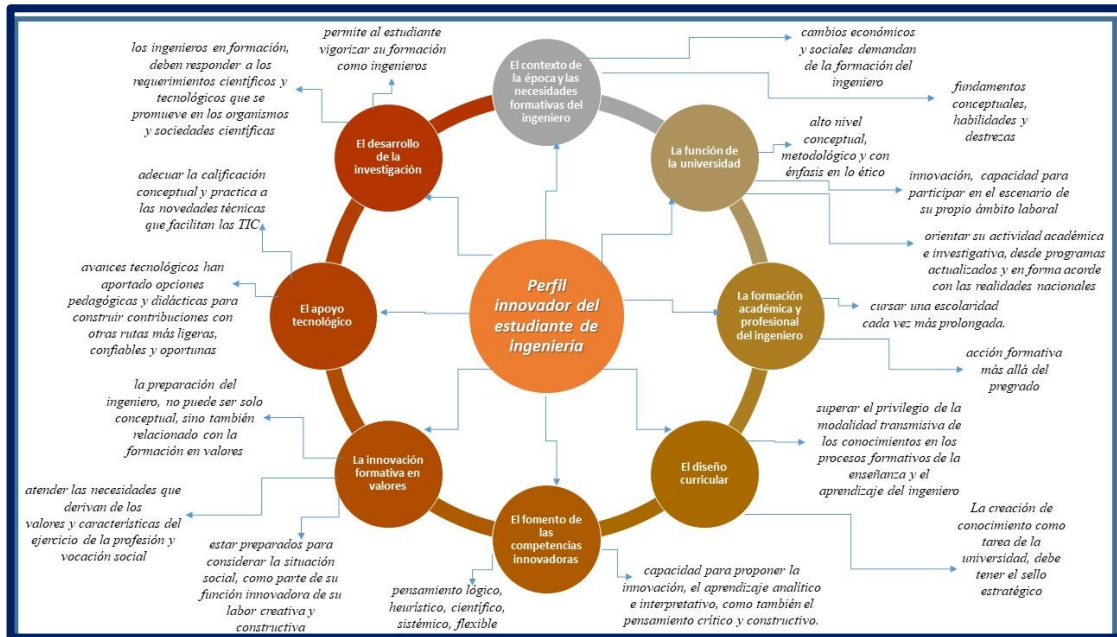 Perfil
innovador del
estudiante de
ingeniería
El contexto de
la época y las
necesidades
formativas del
ingeniero
cambios económicos
y sociales demandan
de la formación del
ingeniero
fundamentos
conceptuales,
habilidades y
destrezas
La función de
la universidad
alto nivel
conceptual,
metodológico y con
énfasis en lo ético
innovación, capacidad para
participar en el escenario de
su propio ámbito laboral
orientar su actividad académica
e investigativa, desde programas
actualizados y en forma acorde
con las realidades nacionales
La formación
académica y
profesional
del ingeniero
cursar una escolaridad
cada vez más prolongada.
acción formativa
más allá del
pregrado
El diseño
curricular
superar el privilegio de la
modalidad transmisiva de
los conocimientos en los
procesos formativos de la
enseñanza y el
aprendizaje del ingeniero
La creación de
conocimiento como
tarea de la
universidad, debe
tener el sello
estratégico
El fomento de
las
competencias
innovadoras
capacidad para proponer la
innovación, el aprendizaje analítico
e interpretativo, como también el
pensamiento crítico y constructivo.
pensamiento lógico,
heurístico, científico,
sistémico, flexible
La innovación
formativa en
valores
la preparación del
ingeniero, no puede ser solo
conceptual, sino también
relacionado con la
formación en valores
atender las necesidades que
derivan de los
valores y características del
ejercicio de la profesión y
vocación social
estar preparados para
considerar la situación
social, como parte de su
función innovadora de su
labor creativa y
constructiva
El apoyo
tecnológico
adecuar la calificación
conceptual y practica a
las novedades técnicas
que facilitan las TIC
avances tecnológicos han
aportado opciones
pedagógicas y didácticas para
construir contribuciones con
otras rutas más ligeras,
confiables y oportunas
El desarrollo
de la
investigación
los ingenieros en formación,
deben responder a los
requerimientos científicos y
tecnológicos que se
promueve en los organismos
y sociedades científicas
permite al estudiante
vigorizar su formación
como ingenieros